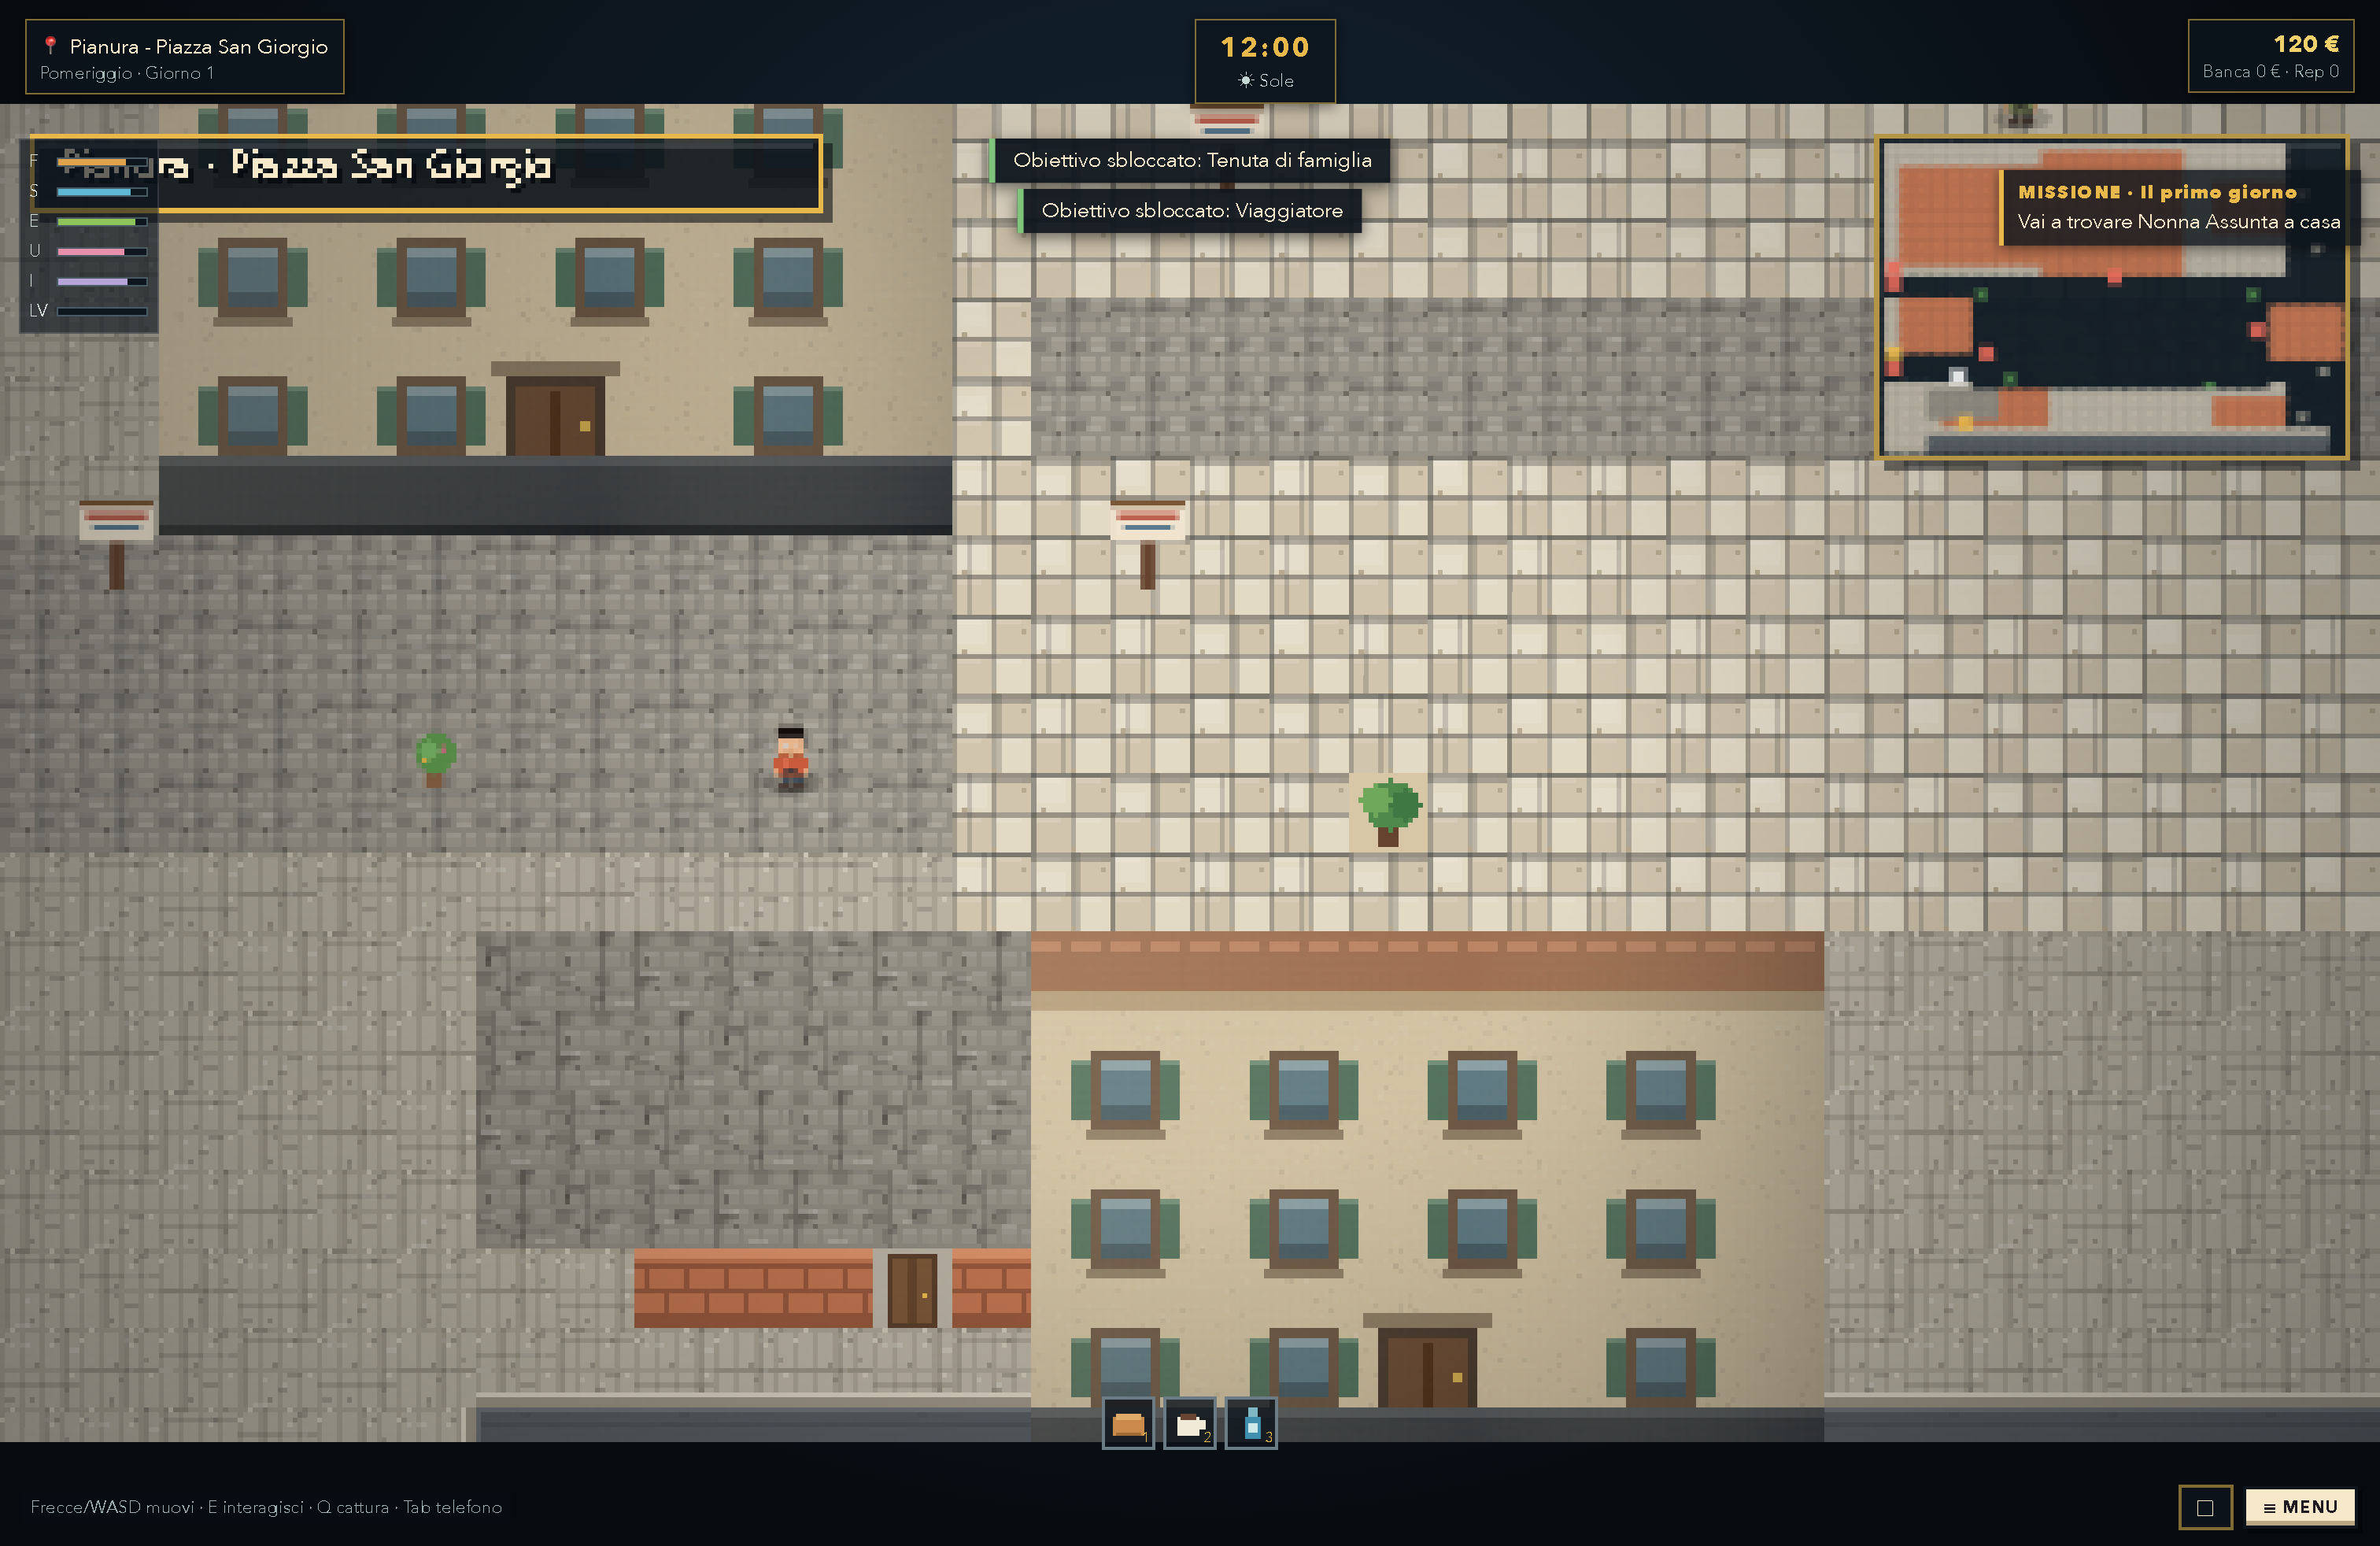 Pianura - Piazza San Giorgio
Pomeriggio · Giorno 1
12:00
☀ Sole
120 €
Banca 0 € · Rep 0
Pianura · Piazza San Giorgio
F
S
E
U
I
LV
Obiettivo sbloccato: Tenuta di famiglia
Obiettivo sbloccato: Viaggiatore
MISSIONE · Il primo giorno
Vai a trovare Nonna Assunta a casa
1
2
3
Frecce/WASD muovi · E interagisci · Q cattura · Tab telefono
≡ MENU